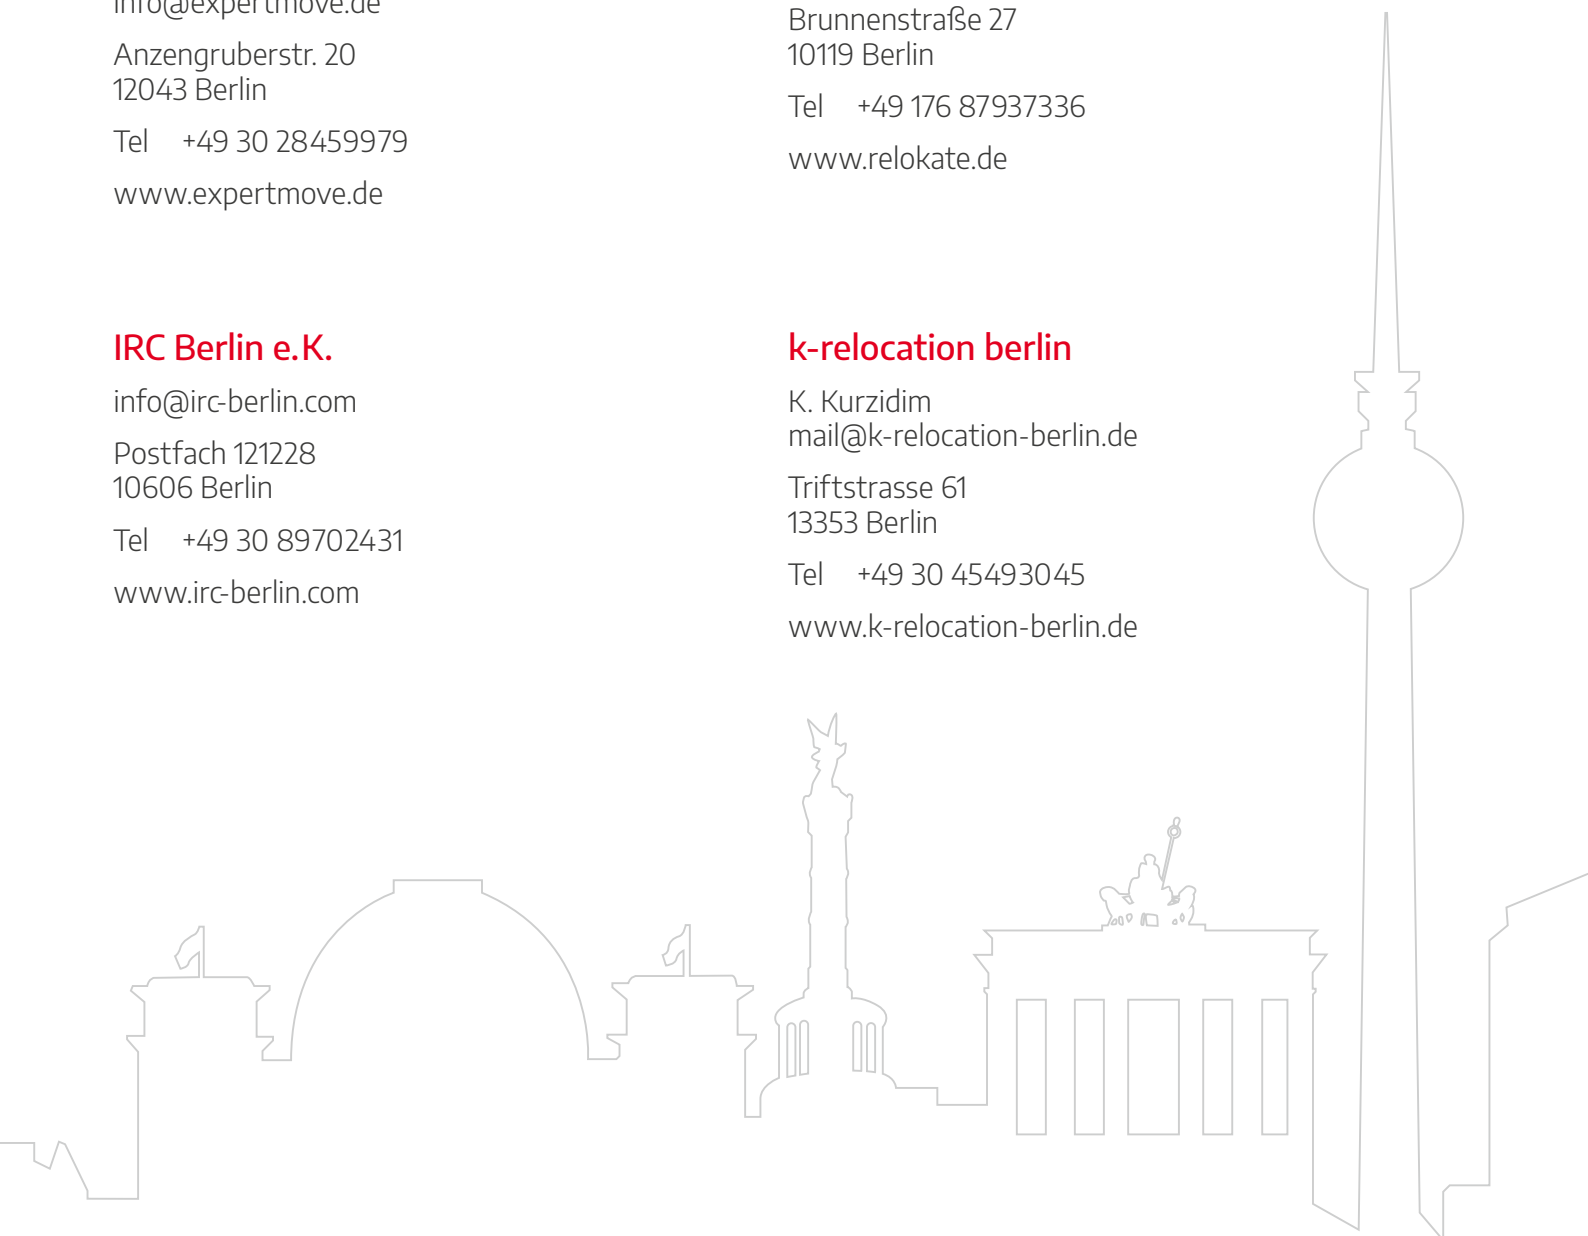 info@expertmove.de
Anzengruberstr. 20
12043 Berlin
Tel +49 30 28459979
www.expertmove.de
Brunnenstraße 27
10119 Berlin
Tel +49 176 87937336
www.relokate.de
IRC Berlin e.K.
info@irc-berlin.com
Postfach 121228
10606 Berlin
Tel +49 30 89702431
www.irc-berlin.com
k-relocation berlin
K. Kurzidim
mail@k-relocation-berlin.de
Triftstrasse 61
13353 Berlin
Tel +49 30 45493045
www.k-relocation-berlin.de